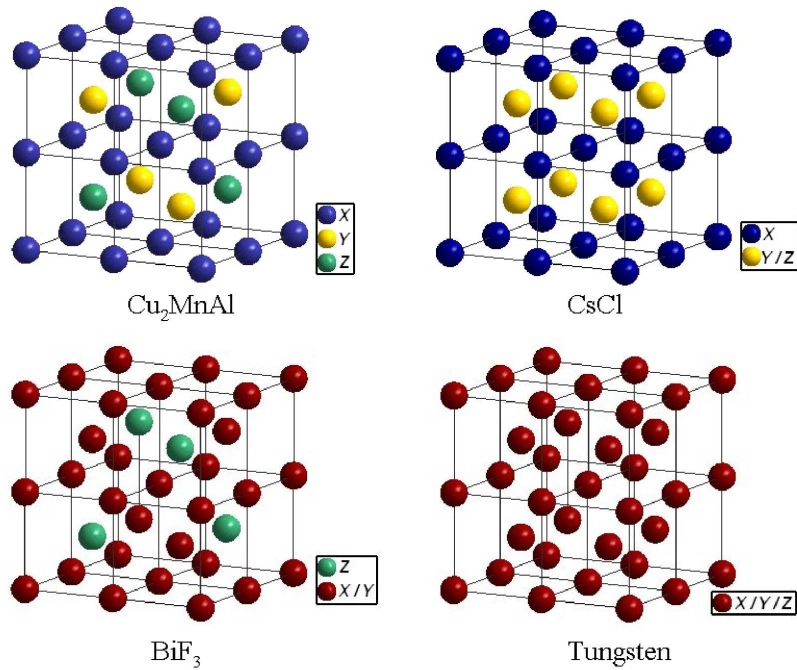 X
Y
Z
Cu₂MnAl
X
Y/Z
CsCl
Z
X/Y
BiF₃
X/Y/Z
Tungsten